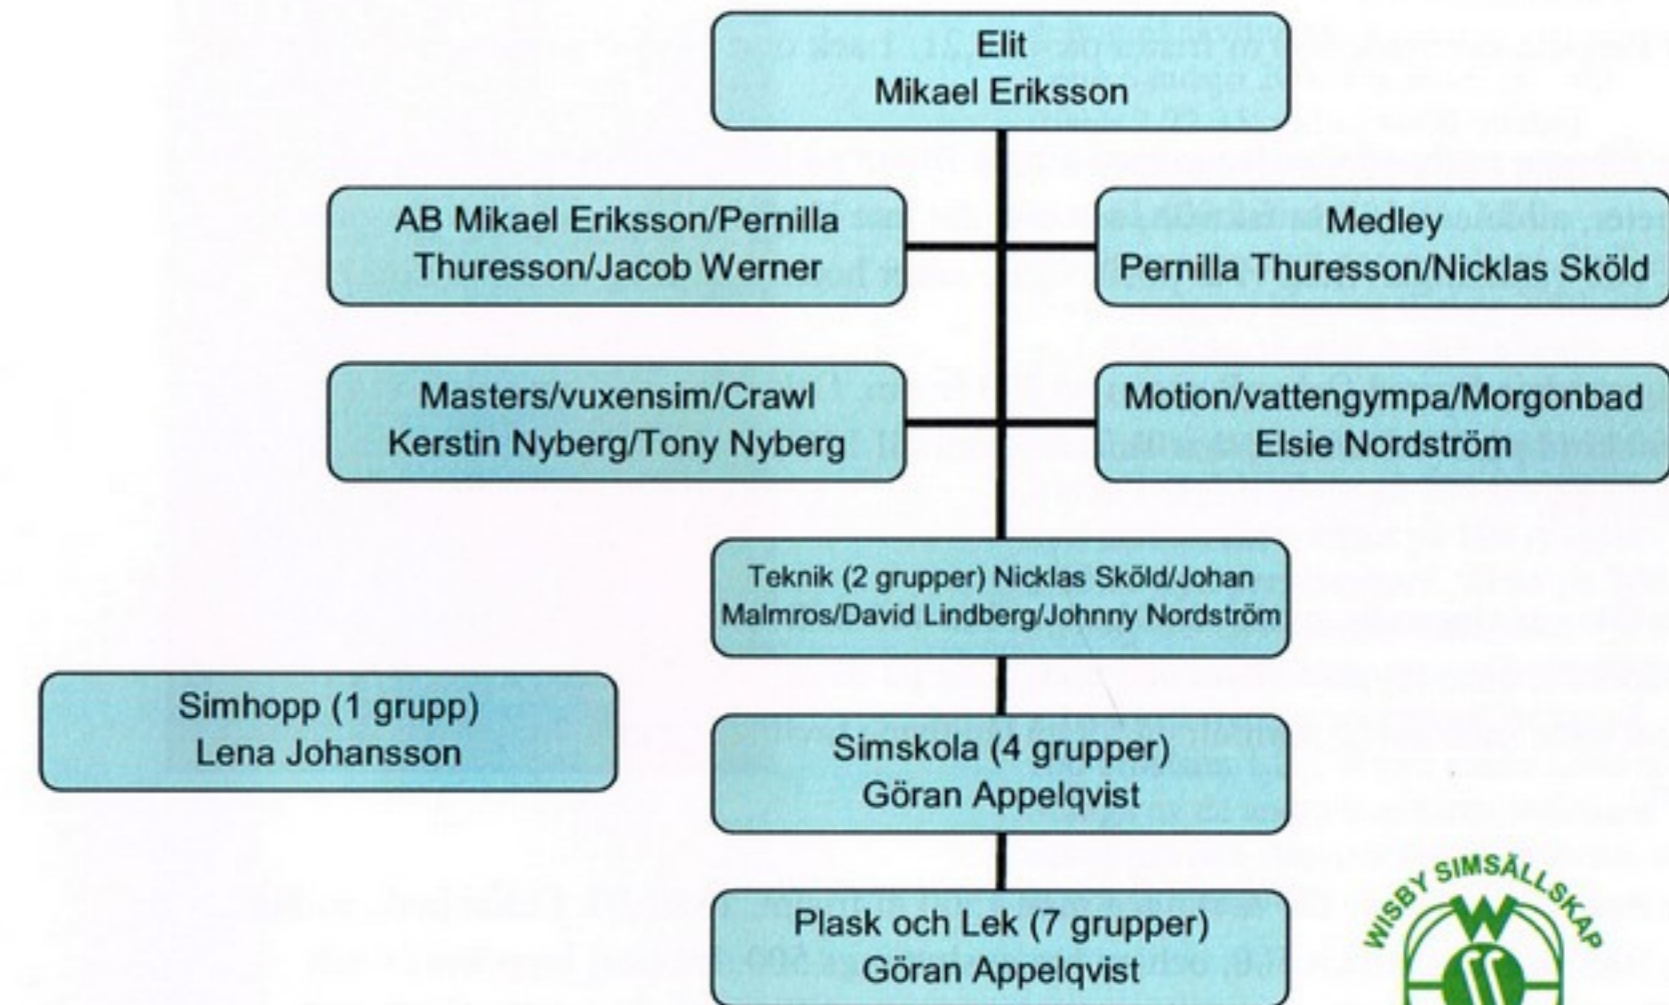 Elit
Mikael Eriksson
AB Mikael Eriksson/Pernilla
Thuresson/Jacob Werner
Medley
Pernilla Thuresson/Nicklas Sköld
Masters/vuxensim/Crawl
Kerstin Nyberg/Tony Nyberg
Motion/vattengympa/Morgonbad
Elsie Nordström
Teknik (2 grupper) Nicklas Sköld/Johan
Malmros/David Lindberg/Johnny Nordström
Simhopp (1 grupp)
Lena Johansson
Simskola (4 grupper)
Göran Appelqvist
Plask och Lek (7 grupper)
Göran Appelqvist
WISBY SIMSÄLLSKAP
W